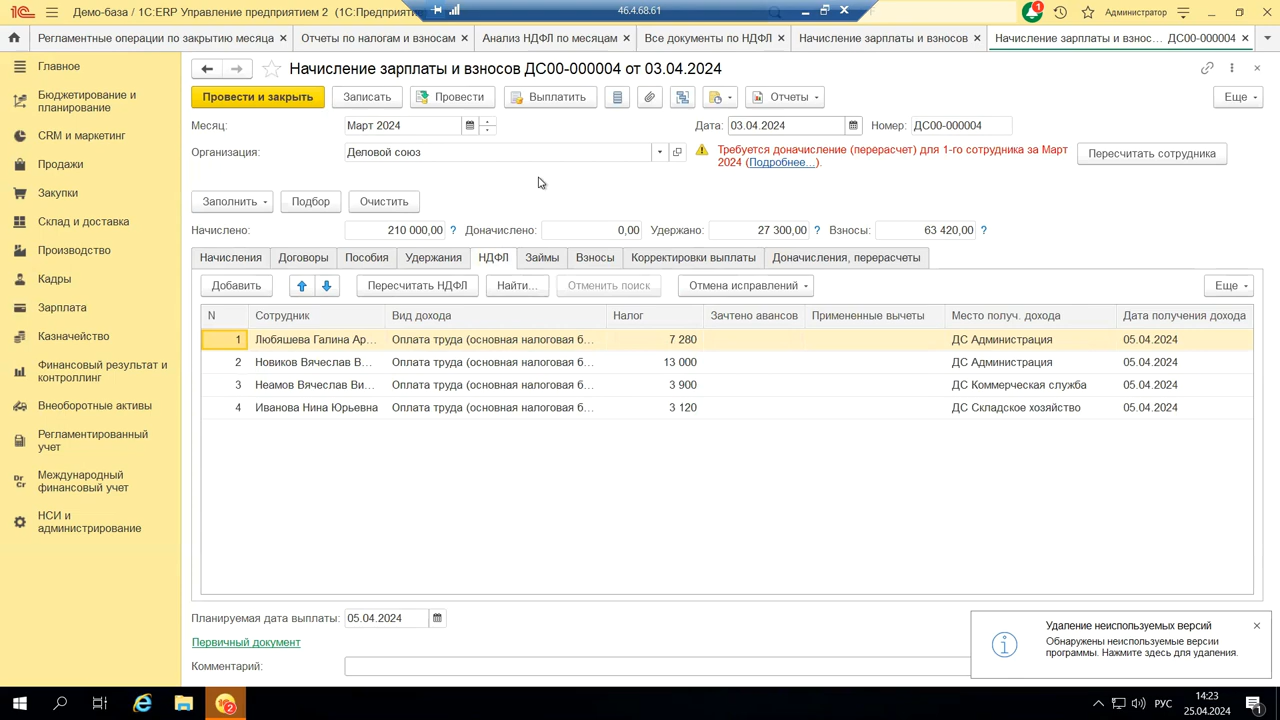 Демо-база / 1С:ERP Управление предприятием 2 (1С:Предприяти
46.4.68.61
1
Администратор
Регламентные операции по закрытию месяца
Отчеты по налогам и взносам
Анализ НДФЛ по месяцам
Все документы по НДФЛ
Начисление зарплаты и взносов
Начисление зарплаты и взнос... ДС00-000004
Главное
Бюджетирование и
планирование
CRM и маркетинг
Продажи
Закупки
Склад и доставка
Производство
Кадры
Зарплата
Казначейство
Финансовый результат и
контроллинг
Внеоборотные активы
Регламентированный
учет
Международный
финансовый учет
НСИ и
администрирование
Начисление зарплаты и взносов ДС00-000004 от 03.04.2024
Провести и закрыть
Записать
Провести
Выплатить
Отчеты
Еще
Месяц:
Март 2024
Дата:
03.04.2024
Номер:
ДС00-000004
Организация:
Деловой союз
Требуется доначисление (перерасчет) для 1-го сотрудника за Март
2024 (Подробнее...).
Пересчитать сотрудника
Заполнить
Подбор
Очистить
Начислено:
210 000,00
?
Доначислено:
0,00
Удержано:
27 300,00
?
Взносы:
63 420,00
?
Начисления
Договоры
Пособия
Удержания
НДФЛ
Займы
Взносы
Корректировки выплаты
Доначисления, перерасчеты
Добавить
Пересчитать НДФЛ
Найти...
Отменить поиск
Отмена исправлений
Еще
N
Сотрудник
Вид дохода
Налог
Зачтено авансов
Примененные вычеты
Место получ. дохода
Дата получения дохода
1 Любяшева Галина Ар... Оплата труда (основная налоговая б... 7 280 ДС Администрация 05.04.2024
2 Новиков Вячеслав В... Оплата труда (основная налоговая б... 13 000 ДС Администрация 05.04.2024
3 Неамов Вячеслав Ви... Оплата труда (основная налоговая б... 3 900 ДС Коммерческая служба 05.04.2024
4 Иванова Нина Юрьевна Оплата труда (основная налоговая б... 3 120 ДС Складское хозяйство 05.04.2024
Планируемая дата выплаты:
05.04.2024
Первичный документ
Комментарий:
Удаление неиспользуемых версий
Обнаружены неиспользуемые версии
программы. Нажмите здесь для удаления.
2
РУС
14:23
25.04.2024
1